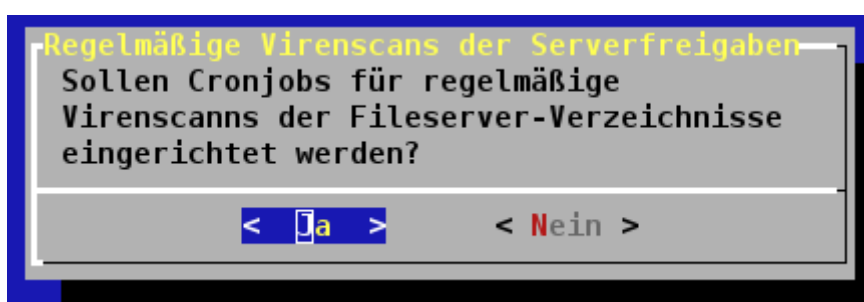 Regelmäßige Virenscans der Serverfreigaben
Sollen Cronjobs für regelmäßige
Virenscanns der Fileserver-Verzeichnisse
eingerichtet werden?
< Ja > < Nein >